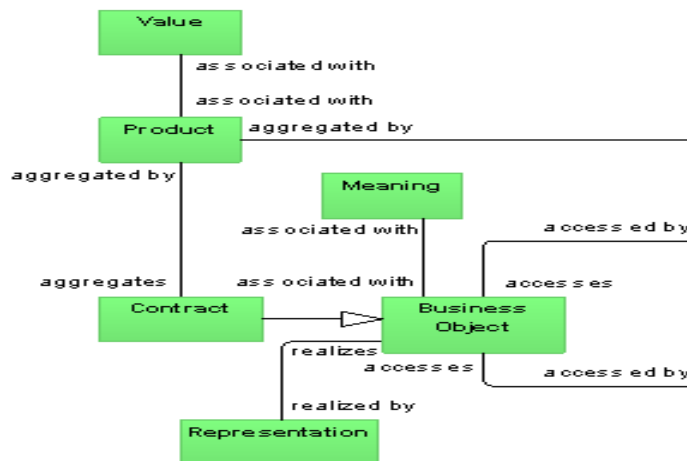 Value
associated with
associated with
Product
aggregated by
aggregated by
Meaning
associated with
accessed by
aggregates
associated with
accesses
Contract
Business
Object
realizes
accesses
accessed by
realized by
Representation